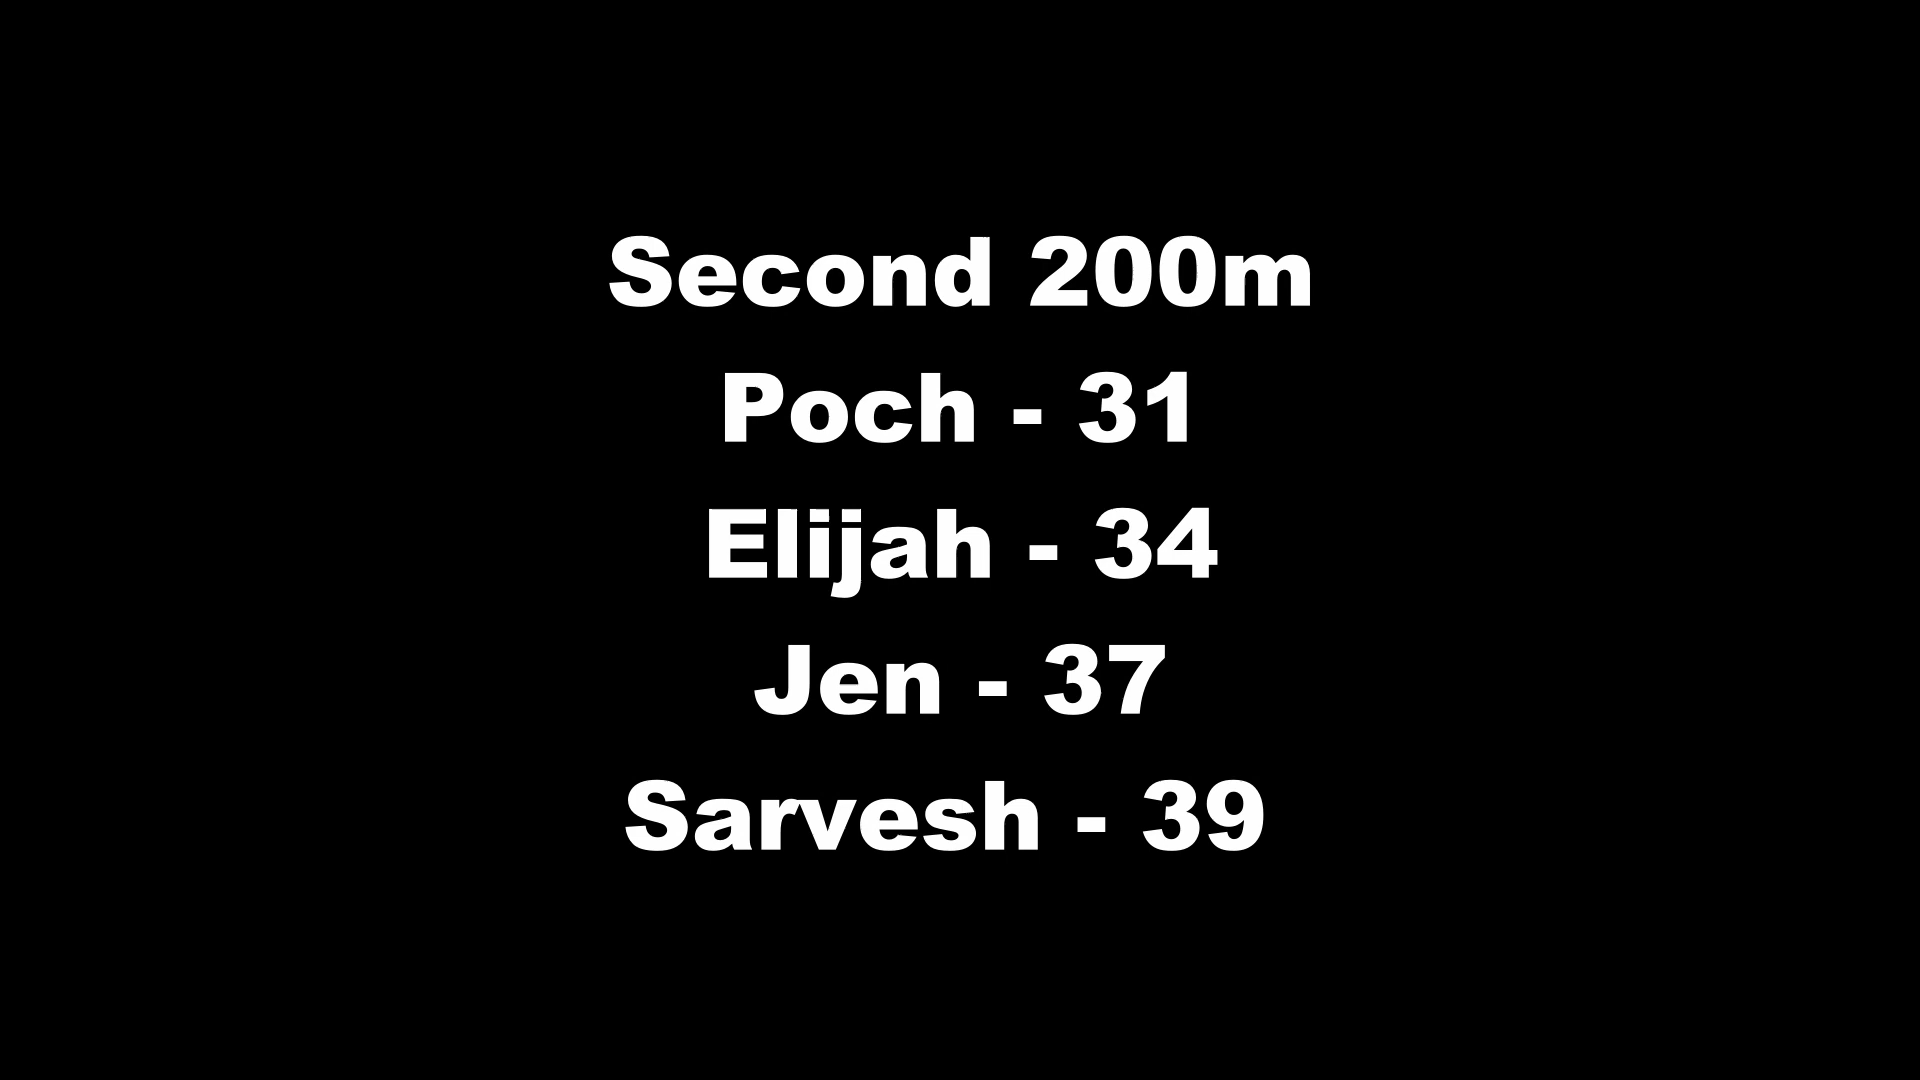 Second 200m
Poch - 31
Elijah - 34
Jen - 37
Sarvesh - 39